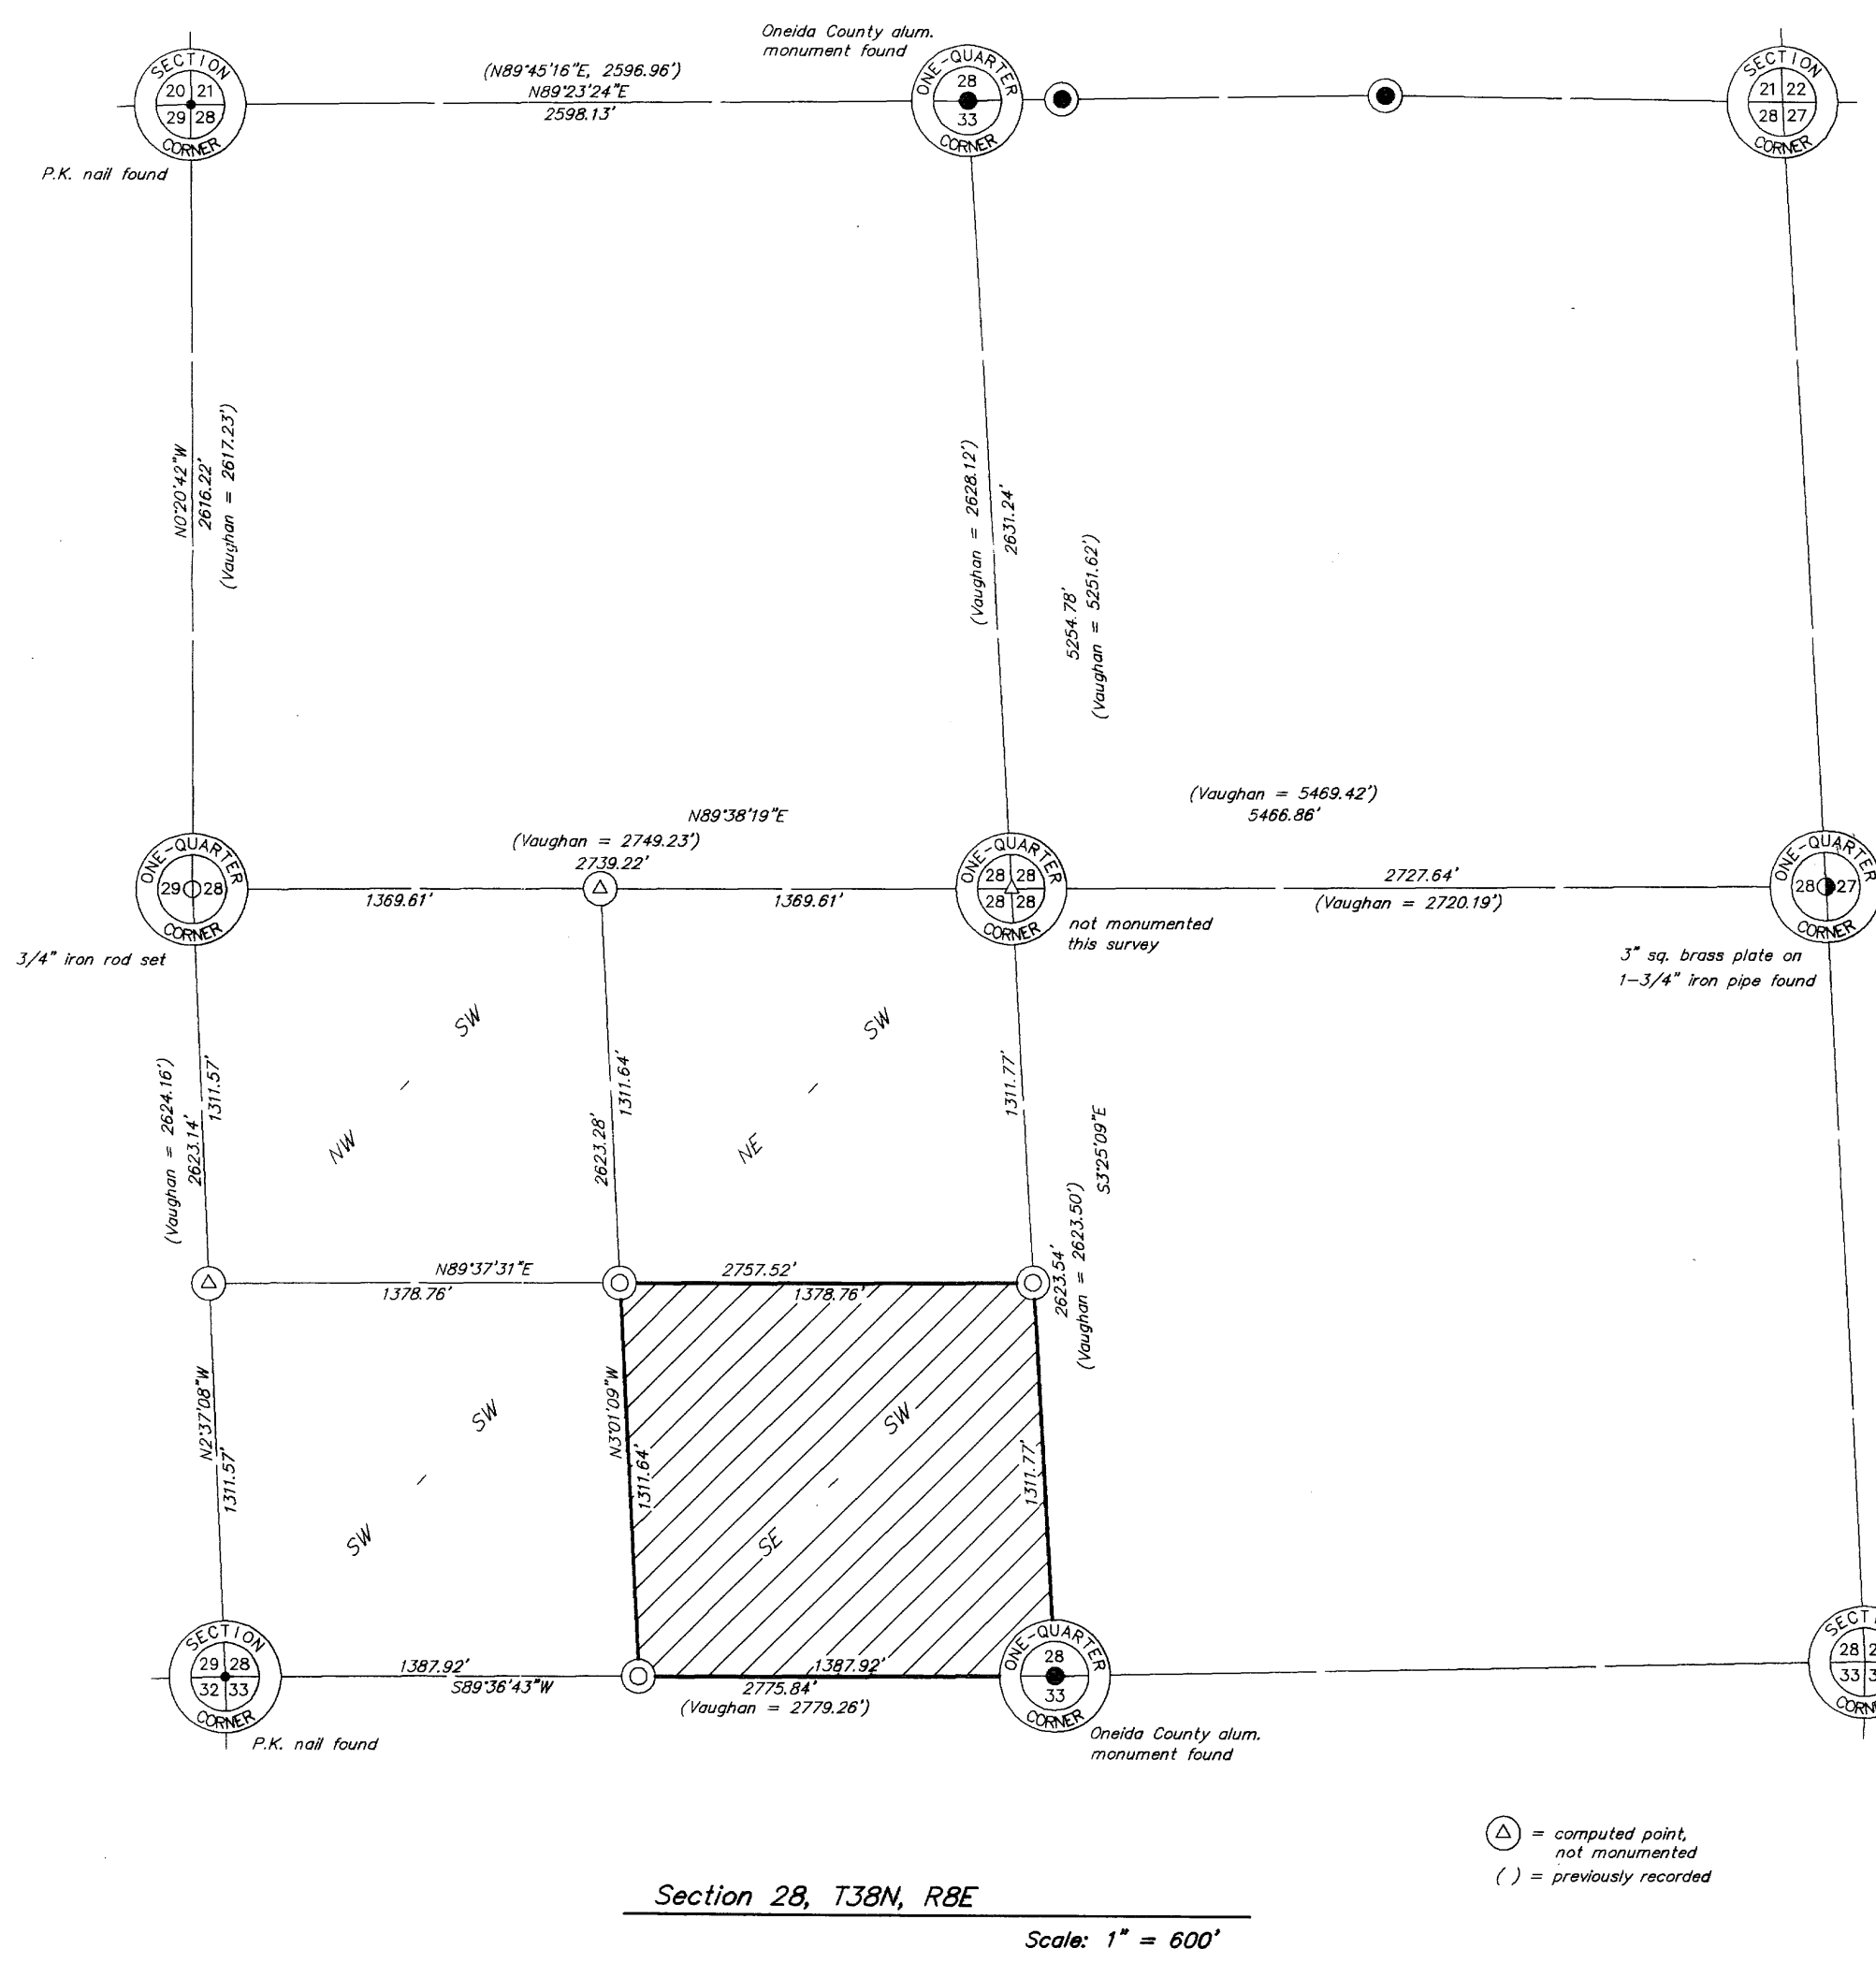 Oneida County alum.
monument found
(N89°45'16"E, 2596.96')
N89°23'24"E
2598.13'
SECTION
20 21
29 28
CORNER
P.K. nail found
ONE-QUARTER
28
33
CORNER
SECTION
21 22
28 27
CORNER
N0°20'42"W
2616.22'
(Vaughan = 2617.23')
(Vaughan = 2628.12')
2631.24'
5254.78'
(Vaughan = 5251.62')
N89°38'19"E
(Vaughan = 2749.23')
2739.22'
(Vaughan = 5469.42')
5466.86'
ONE-QUARTER
29 28
CORNER
3/4" iron rod set
1369.61'
1369.61'
ONE-QUARTER
28 28
28 28
CORNER
not monumented
this survey
2727.64'
(Vaughan = 2720.19')
ONE-QUARTER
28 27
CORNER
3" sq. brass plate on
1-3/4" iron pipe found
(Vaughan = 2624.16')
2623.14'
1311.57'
NW - SW
2623.28'
1311.64'
NE - SW
1311.77'
S3°25'09"E
2623.54'
(Vaughan = 2623.50')
N89°37'31"E
1378.76'
2757.52'
1378.76'
N2°37'08"W
1311.57'
SW - SW
N3°01'09"W
1311.64'
SE - SW
1311.77'
SECTION
29 28
32 33
CORNER
P.K. nail found
1387.92'
S89°36'43"W
1387.92'
2775.84'
(Vaughan = 2779.26')
ONE-QUARTER
28
33
CORNER
Oneida County alum.
monument found
28
33
= computed point,
not monumented
( ) = previously recorded
Section 28, T38N, R8E
Scale: 1" = 600'